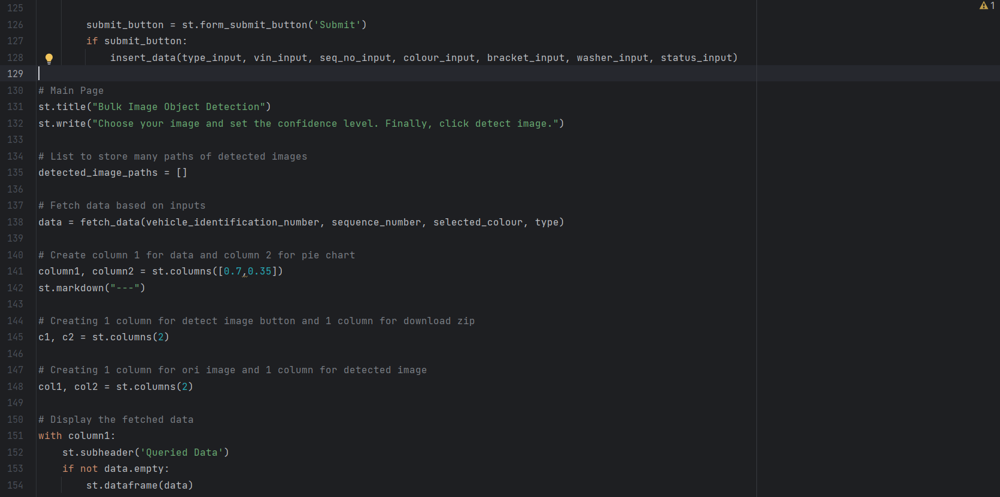 1
125
126 submit_button = st.form_submit_button('Submit')
127 if submit_button:
128 insert_data(type_input, vin_input, seq_no_input, colour_input, bracket_input, washer_input, status_input)
129
130 # Main Page
131 st.title("Bulk Image Object Detection")
132 st.write("Choose your image and set the confidence level. Finally, click detect image.")
133
134 # List to store many paths of detected images
135 detected_image_paths = []
136
137 # Fetch data based on inputs
138 data = fetch_data(vehicle_identification_number, sequence_number, selected_colour, type)
139
140 # Create column 1 for data and column 2 for pie chart
141 column1, column2 = st.columns([0.7,0.35])
142 st.markdown("---")
143
144 # Creating 1 column for detect image button and 1 column for download zip
145 c1, c2 = st.columns(2)
146
147 # Creating 1 column for ori image and 1 column for detected image
148 col1, col2 = st.columns(2)
149
150 # Display the fetched data
151 with column1:
152 st.subheader('Queried Data')
153 if not data.empty:
154 st.dataframe(data)